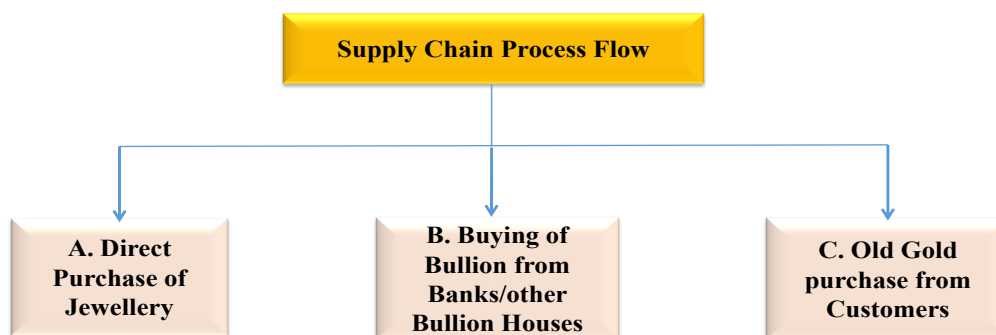 Supply Chain Process Flow
A. Direct
Purchase of
Jewellery
B. Buying of
Bullion from
Banks/other
Bullion Houses
C. Old Gold
purchase from
Customers